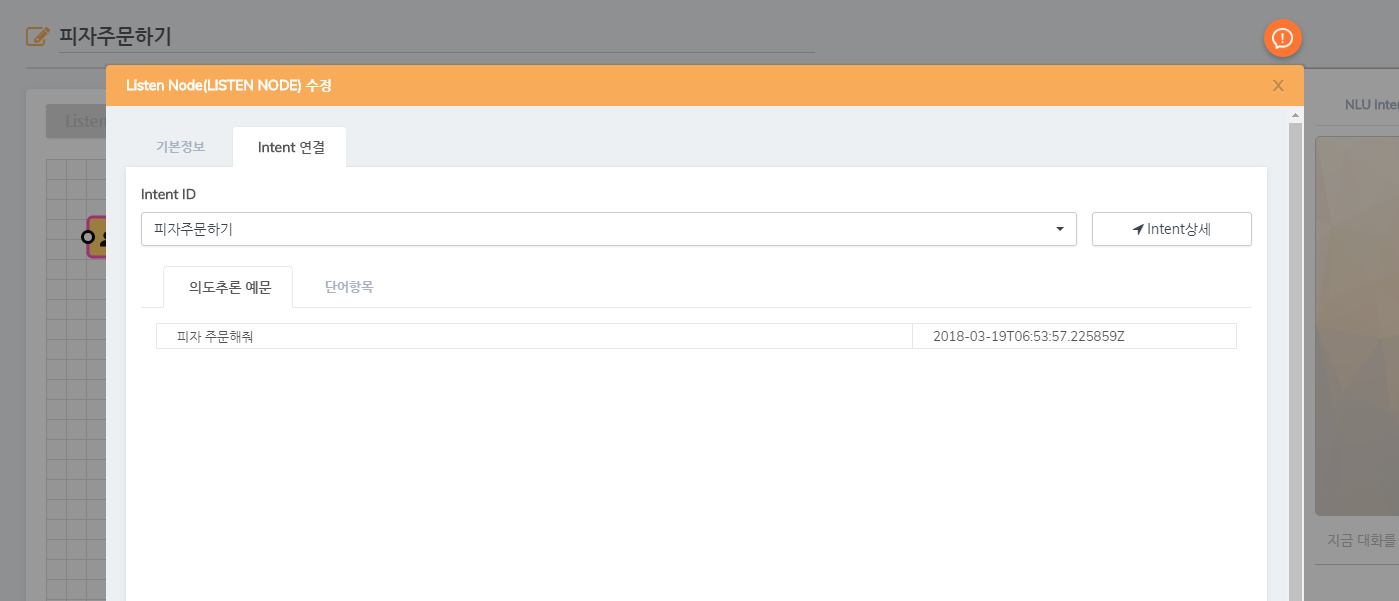 피자주문하기
Listen Node(LISTEN NODE) 수정
X
Listen
NLU Inte
기본정보
Intent 연결
Intent ID
피자주문하기
Intent상세
의도추론 예문
단어항목
피자 주문해줘
2018-03-19T06:53:57.225859Z
지금 대화를